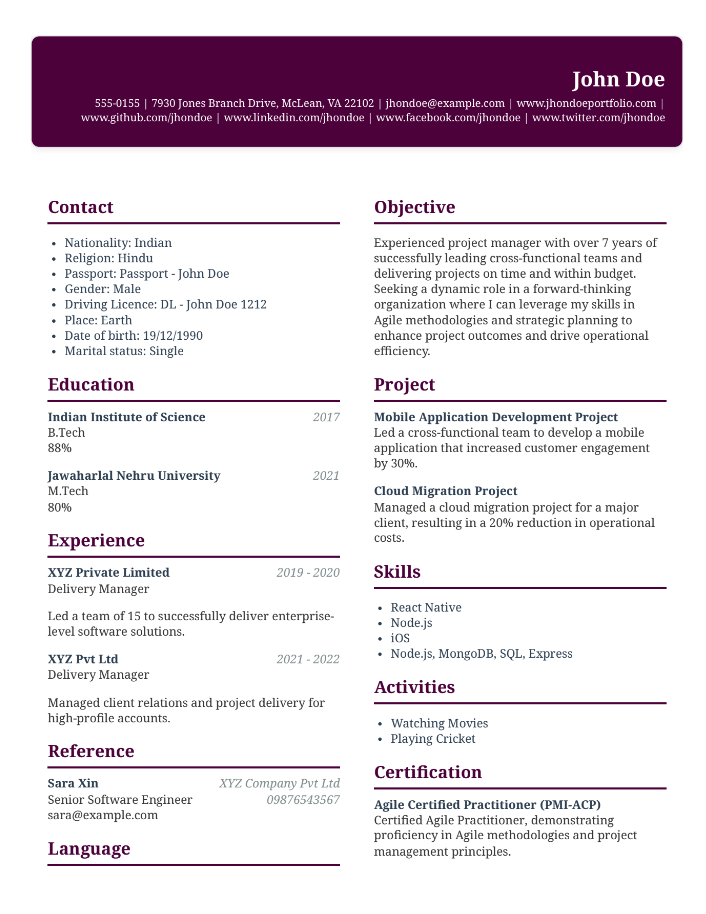 John Doe
555-0155 | 7930 Jones Branch Drive, McLean, VA 22102 | jhondoe@example.com | www.jhondoeportfolio.com |
www.github.com/jhondoe | www.linkedin.com/jhondoe | www.facebook.com/jhondoe | www.twitter.com/jhondoe
Contact
• Nationality: Indian
• Religion: Hindu
• Passport: Passport - John Doe
• Gender: Male
• Driving Licence: DL - John Doe 1212
• Place: Earth
• Date of birth: 19/12/1990
• Marital status: Single
Education
Indian Institute of Science 2017
B.Tech
88%
Jawaharlal Nehru University 2021
M.Tech
80%
Experience
XYZ Private Limited 2019 - 2020
Delivery Manager
Led a team of 15 to successfully deliver enterprise-
level software solutions.
XYZ Pvt Ltd 2021 - 2022
Delivery Manager
Managed client relations and project delivery for
high-profile accounts.
Reference
Sara Xin XYZ Company Pvt Ltd
Senior Software Engineer 09876543567
sara@example.com
Language
Objective
Experienced project manager with over 7 years of
successfully leading cross-functional teams and
delivering projects on time and within budget.
Seeking a dynamic role in a forward-thinking
organization where I can leverage my skills in
Agile methodologies and strategic planning to
enhance project outcomes and drive operational
efficiency.
Project
Mobile Application Development Project
Led a cross-functional team to develop a mobile
application that increased customer engagement
by 30%.
Cloud Migration Project
Managed a cloud migration project for a major
client, resulting in a 20% reduction in operational
costs.
Skills
• React Native
• Node.js
• iOS
• Node.js, MongoDB, SQL, Express
Activities
• Watching Movies
• Playing Cricket
Certification
Agile Certified Practitioner (PMI-ACP)
Certified Agile Practitioner, demonstrating
proficiency in Agile methodologies and project
management principles.